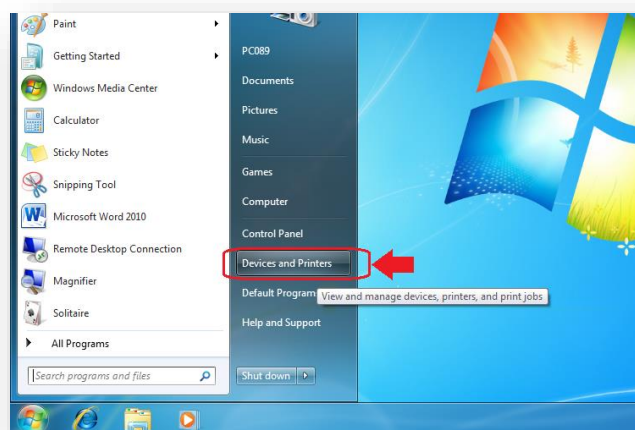 Paint
Getting Started
Windows Media Center
Calculator
Sticky Notes
Snipping Tool
Microsoft Word 2010
Remote Desktop Connection
Magnifier
Solitaire
All Programs
Search programs and files
PC089
Documents
Pictures
Music
Games
Computer
Control Panel
Devices and Printers
Default Program
View and manage devices, printers, and print jobs
Help and Support
Shut down